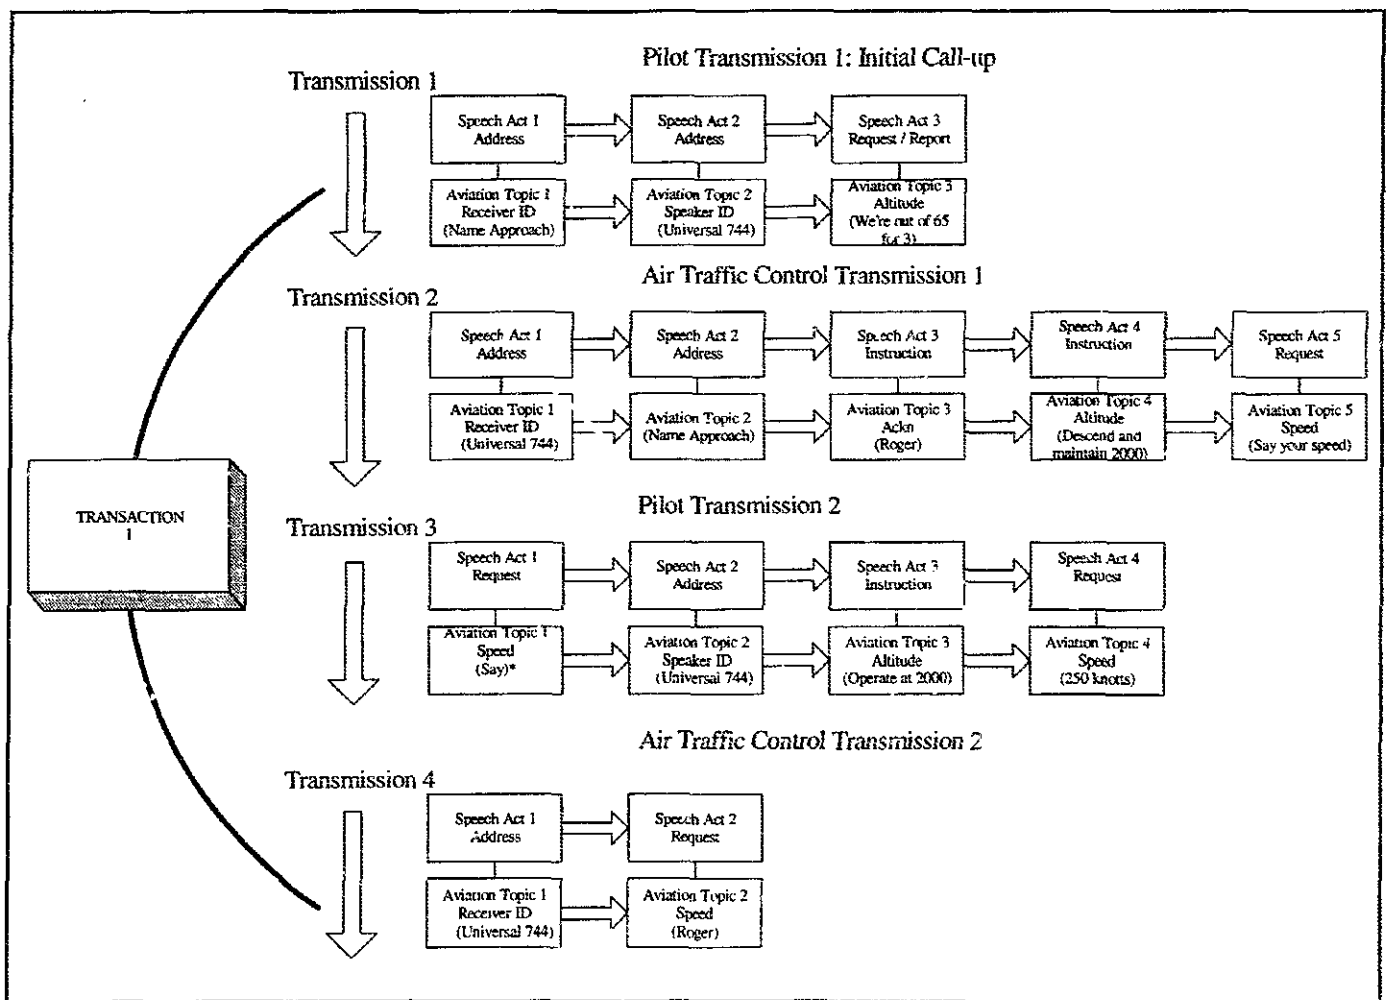 Pilot Transmission 1: Initial Call-up
Transmission 1
Speech Act 1
Address
Speech Act 2
Address
Speech Act 3
Request / Report
Aviation Topic 1
Receiver ID
(Name Approach)
Aviation Topic 2
Speaker ID
(Universal 744)
Aviation Topic 3
Altitude
(We're out of 65
for 3)
Air Traffic Control Transmission 1
Transmission 2
Speech Act 1
Address
Speech Act 2
Address
Speech Act 3
Instruction
Speech Act 4
Instruction
Speech Act 5
Request
Aviation Topic 1
Receiver ID
(Universal 744)
Aviation Topic 2
(Name Approach)
Aviation Topic 3
Ackn
(Roger)
Aviation Topic 4
Altitude
(Descend and
maintain 2000)
Aviation Topic 5
Speed
(Say your speed)
TRANSACTION
1
Pilot Transmission 2
Transmission 3
Speech Act 1
Request
Speech Act 2
Address
Speech Act 3
Instruction
Speech Act 4
Request
Aviation Topic 1
Speed
(Say)*
Aviation Topic 2
Speaker ID
(Universal 744)
Aviation Topic 3
Altitude
(Operate at 2000)
Aviation Topic 4
Speed
(250 knotts)
Air Traffic Control Transmission 2
Transmission 4
Speech Act 1
Address
Speech Act 2
Request
Aviation Topic 1
Receiver ID
(Universal 744)
Aviation Topic 2
Speed
(Roger)